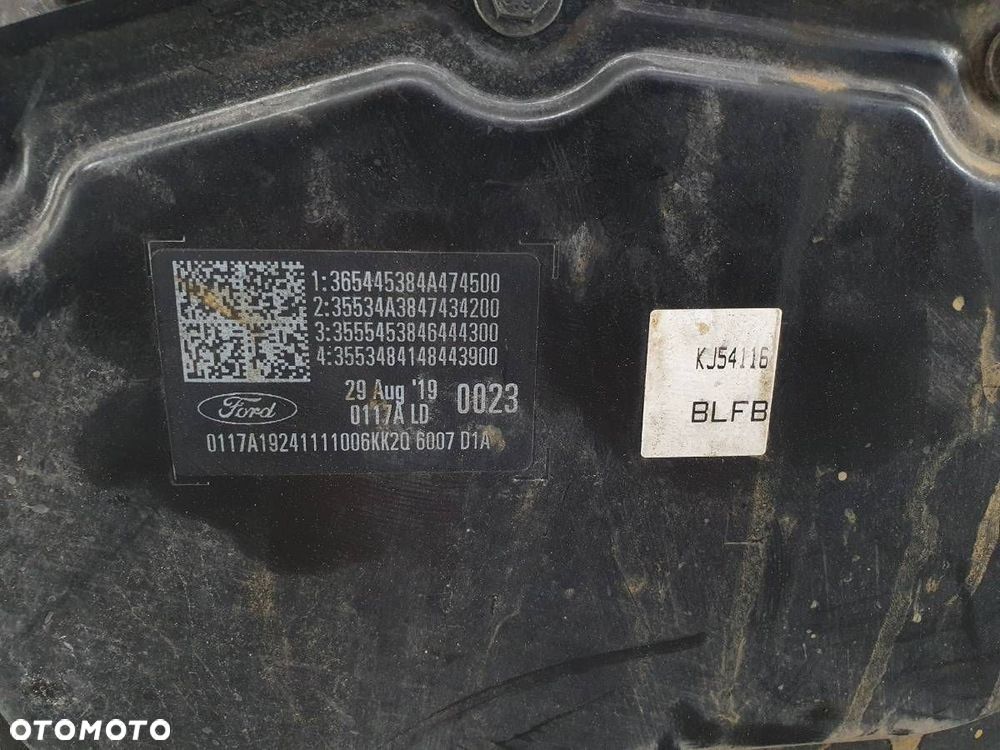 1:365445384A474500
2:35534A3847434200
3:3555453846444300
4:3553484148443900
Ford
29 Aug '19
0023
0117A LD
0117A19241111006KK2Q 6007 D1A
KJ54116
BLFB
OTOMOTO